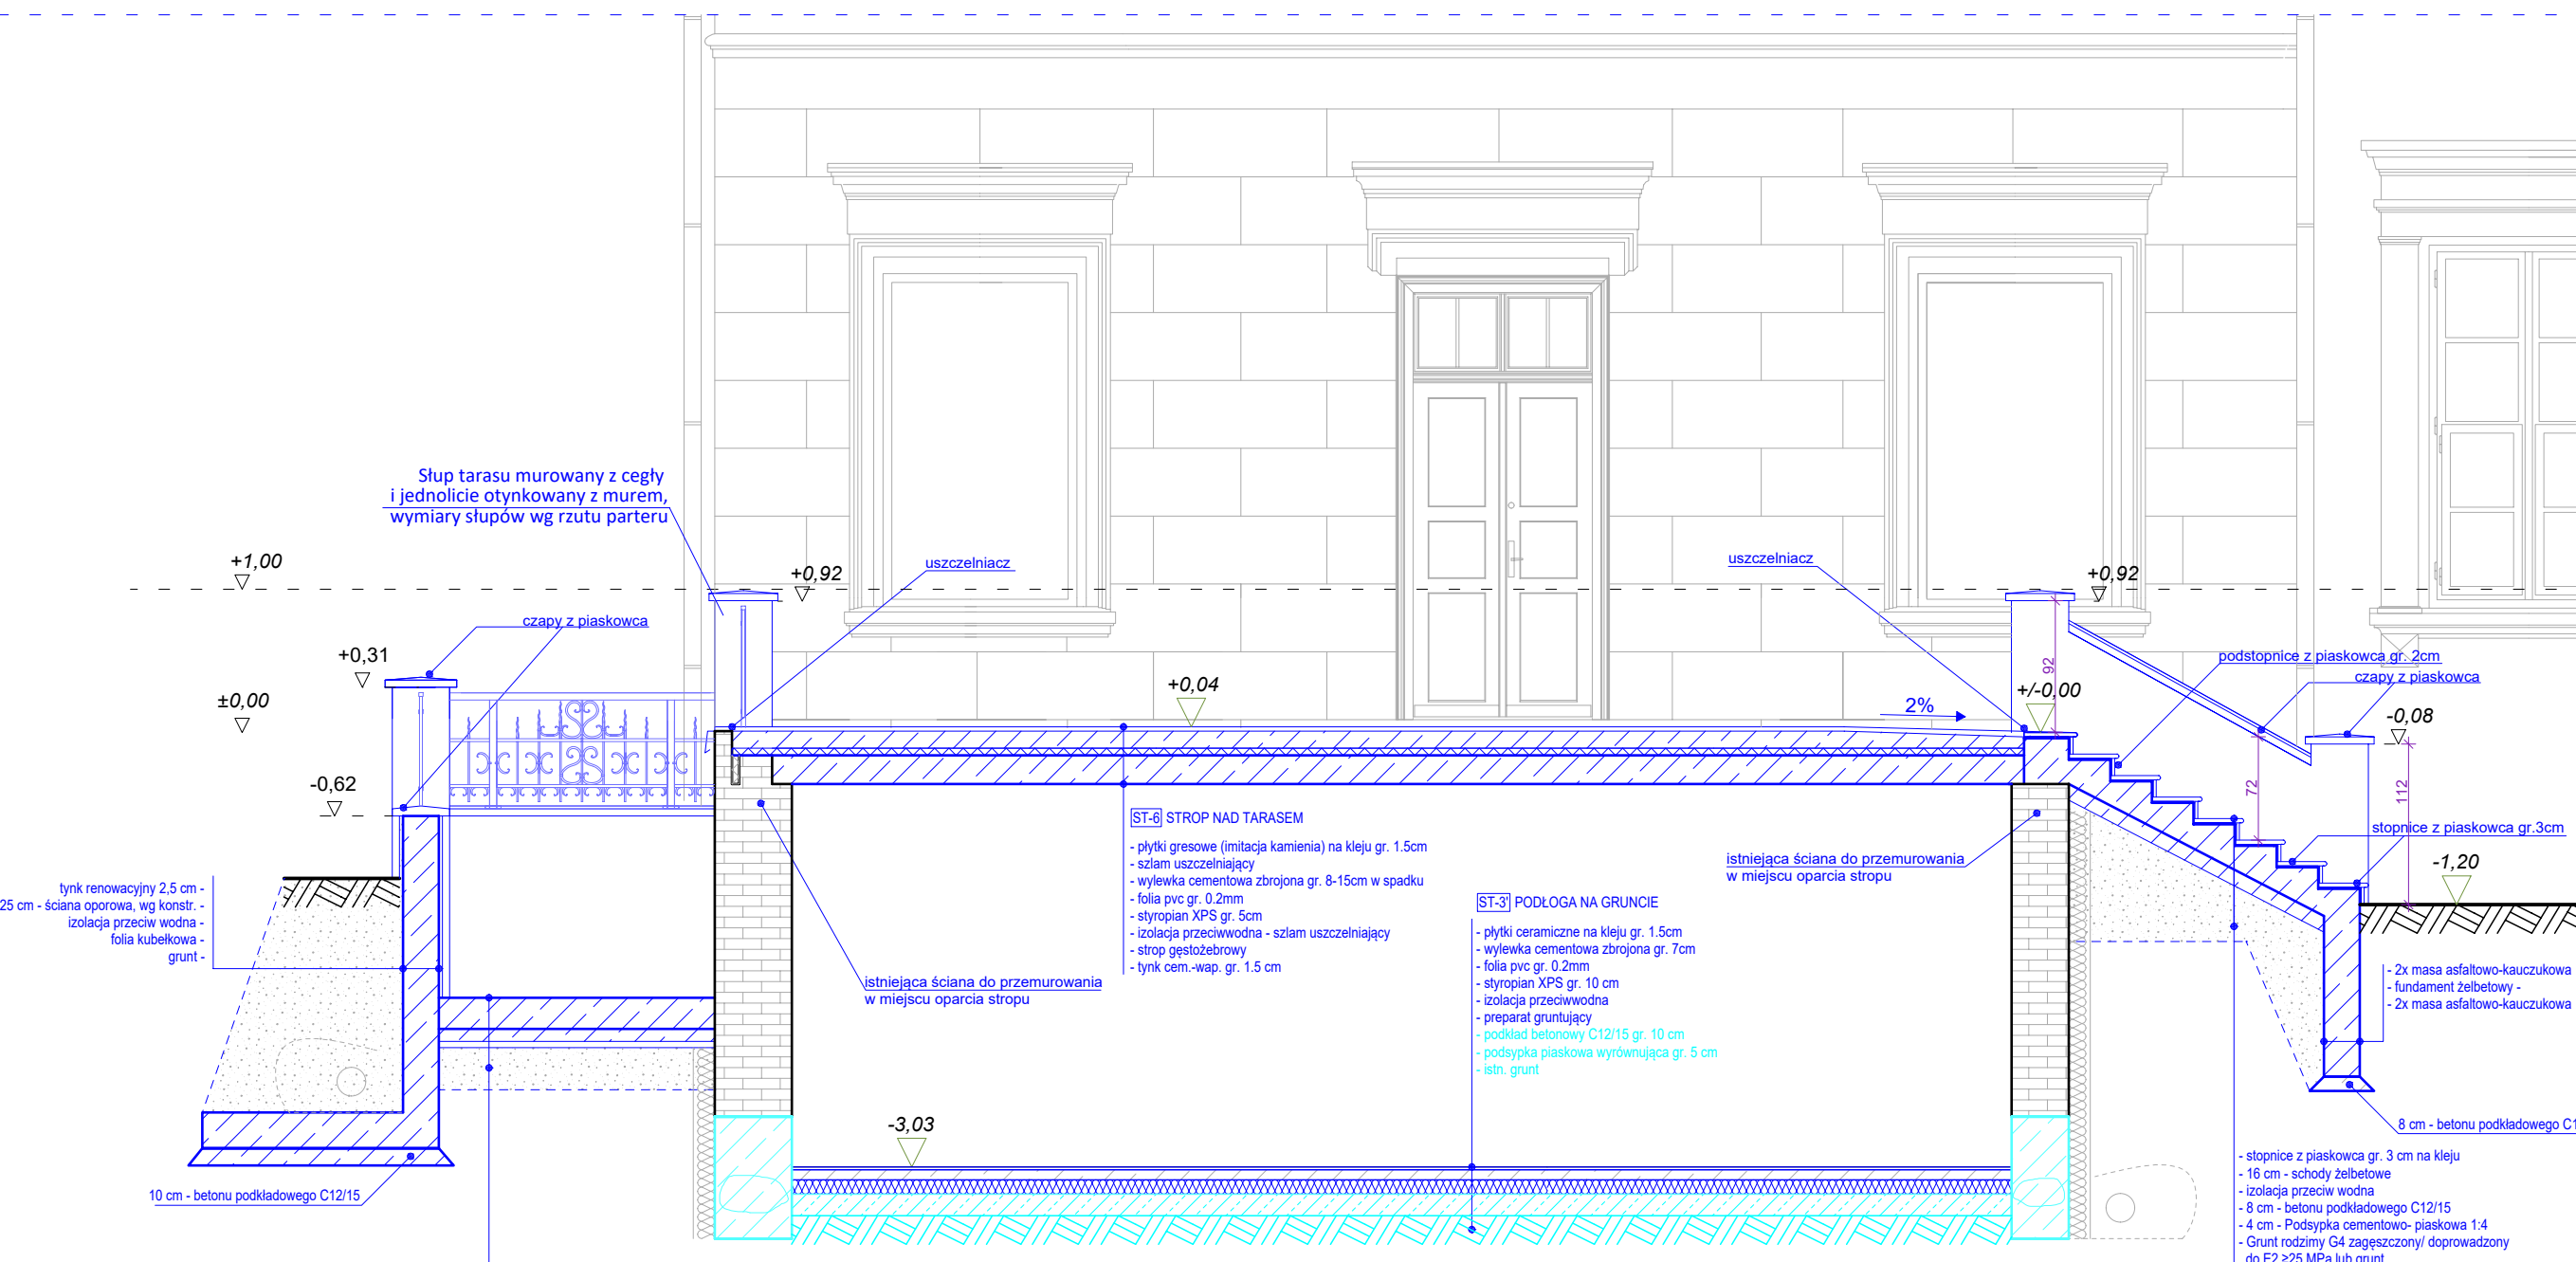 Słup tarasu murowany z cegły
i jednolicie otynkowany z murem,
wymiary słupów wg rzutu parteru
+1,00
+0,92
uszczelniacz
uszczelniacz
+0,92
czapy z piaskowca
+0,31
±0,00
-0,62
+0,04
2%
+/-0,00
92
podstopnice z piaskowca gr. 2cm
czapy z piaskowca
-0,08
72
112
stopnice z piaskowca gr.3cm
-1,20
tynk renowacyjny 2,5 cm -
25 cm - ściana oporowa, wg konstr. -
izolacja przeciw wodna -
folia kubełkowa -
grunt -
ST-6 STROP NAD TARASEM
- płytki gresowe (imitacja kamienia) na kleju gr. 1.5cm
- szlam uszczelniający
- wylewka cementowa zbrojona gr. 8-15cm w spadku
- folia pvc gr. 0.2mm
- styropian XPS gr. 5cm
- izolacja przeciwwodna - szlam uszczelniający
- strop gęstożebrowy
- tynk cem.-wap. gr. 1.5 cm
istniejąca ściana do przemurowania
w miejscu oparcia stropu
ST-3' PODŁOGA NA GRUNCIE
- płytki ceramiczne na kleju gr. 1.5cm
- wylewka cementowa zbrojona gr. 7cm
- folia pvc gr. 0.2mm
- styropian XPS gr. 10 cm
- izolacja przeciwwodna
- preparat gruntujący
- podkład betonowy C12/15 gr. 10 cm
- podsypka piaskowa wyrównująca gr. 5 cm
- istn. grunt
istniejąca ściana do przemurowania
w miejscu oparcia stropu
- 2x masa asfaltowo-kauczukowa
- fundament żelbetowy -
- 2x masa asfaltowo-kauczukowa
-3,03
10 cm - betonu podkładowego C12/15
8 cm - betonu podkładowego C1
- stopnice z piaskowca gr. 3 cm na kleju
- 16 cm - schody żelbetowe
- izolacja przeciw wodna
- 8 cm - betonu podkładowego C12/15
- 4 cm - Podsypka cementowo- piaskowa 1:4
- Grunt rodzimy G4 zagęszczony/ doprowadzony
do E2 ≥25 MPa lub grunt